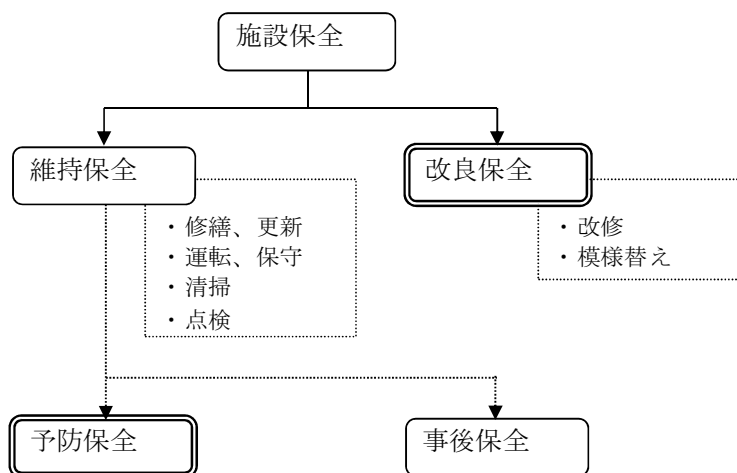 施設保全
維持保全
改良保全
・修繕、更新
・運転、保守
・清掃
・点検
・改修
・模様替え
予防保全
事後保全